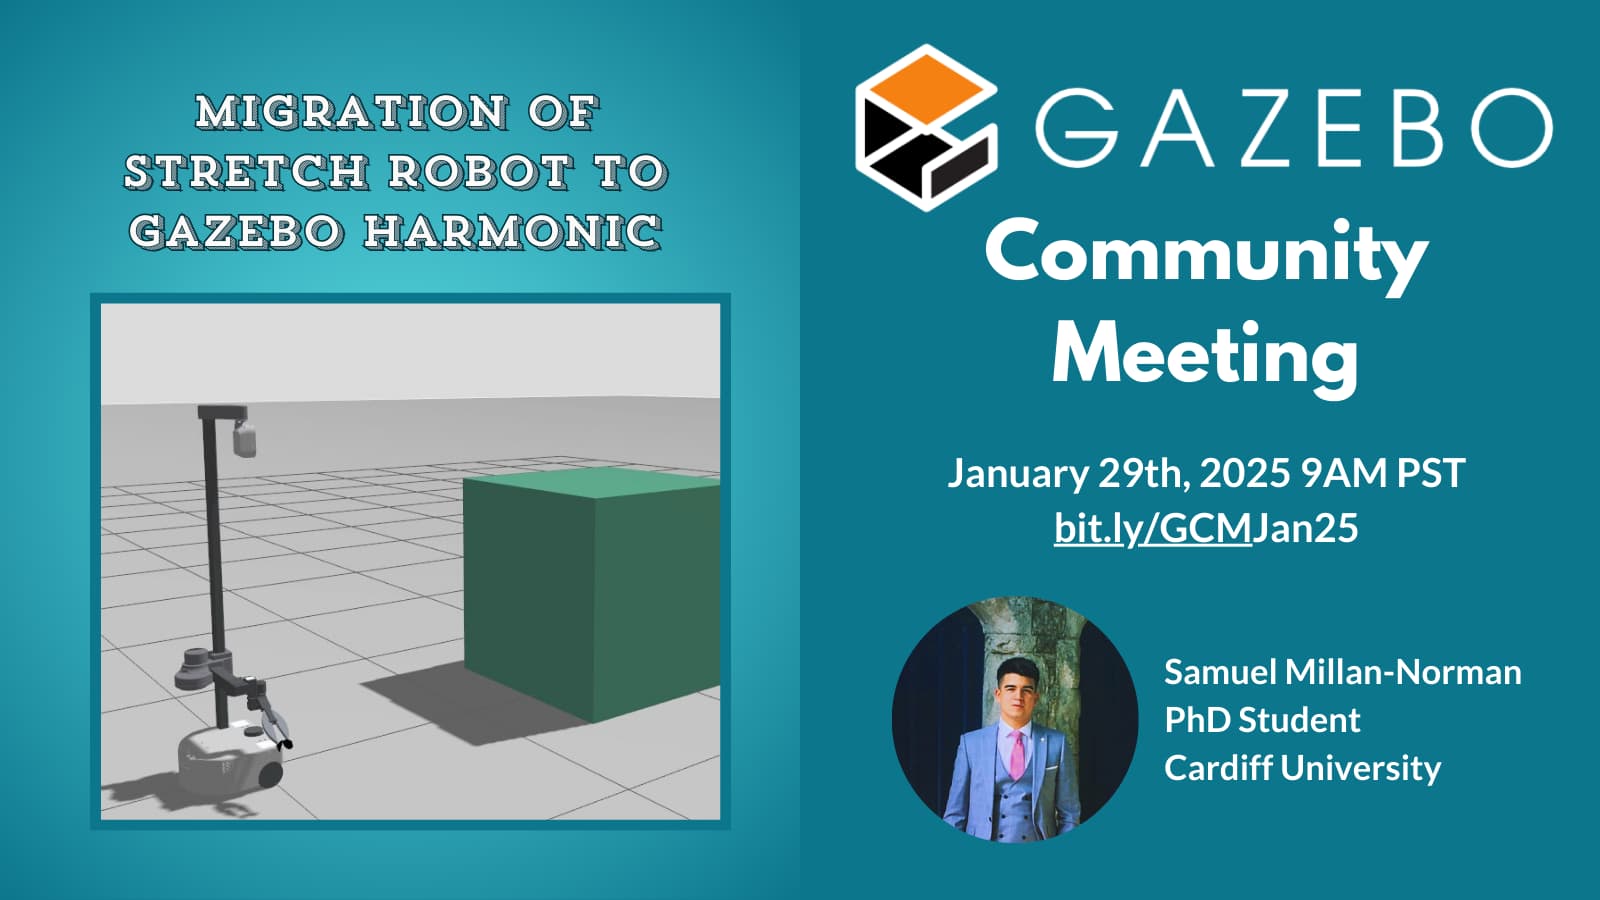 MIGRATION OF
STRETCH ROBOT TO
GAZEBO HARMONIC
GAZEBO
Community
Meeting
January 29th, 2025 9AM PST
bit.ly/GCMJan25
Samuel Millan-Norman
PhD Student
Cardiff University